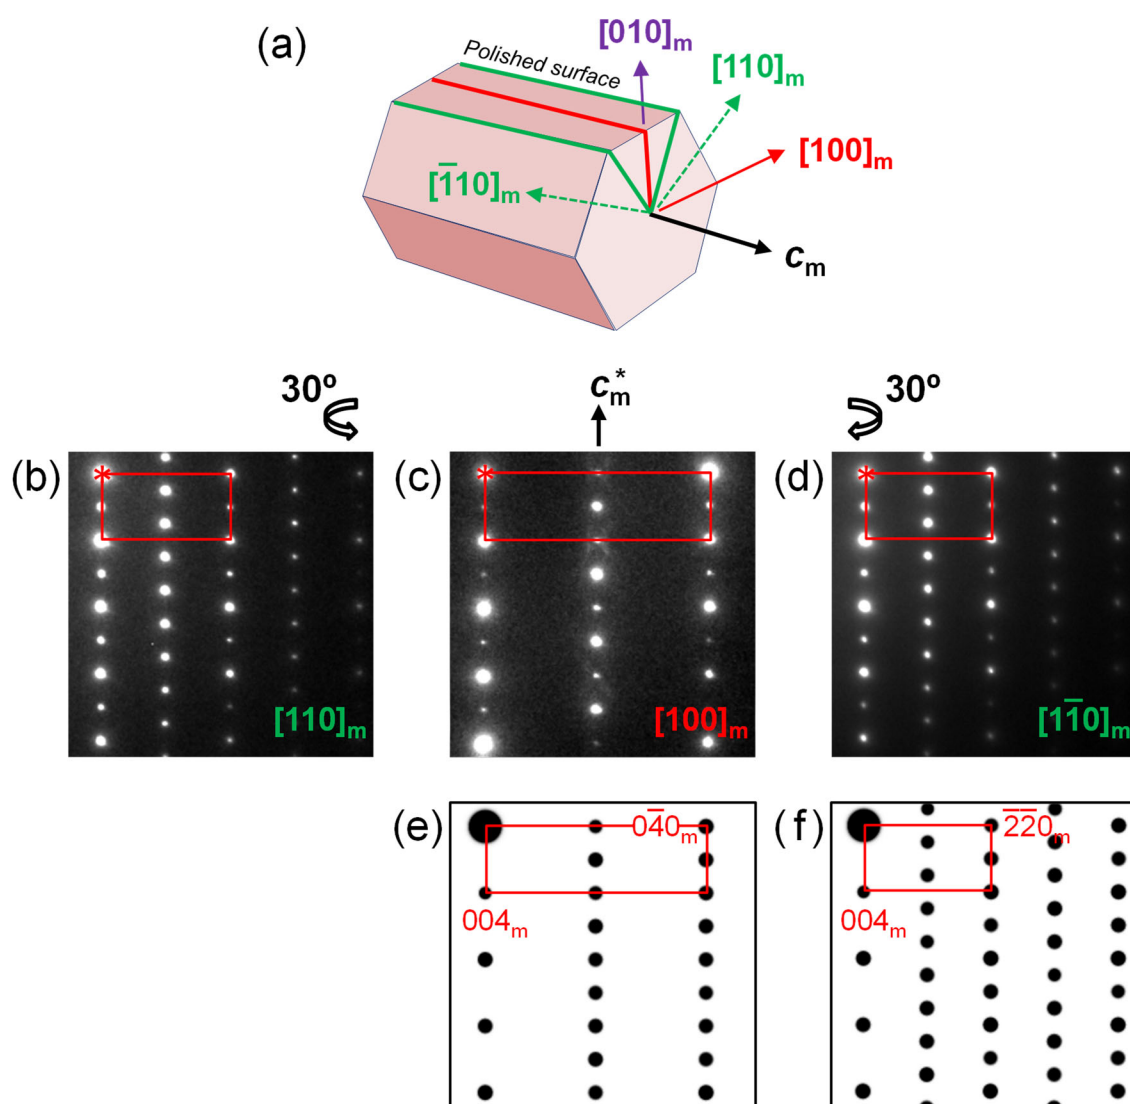 (a)
Polished surface
[010]m
[110]m
[100]m
[1̅10]m
cm
30º
c*m
30º
(b)
*
[110]m
(c)
*
[100]m
(d)
*
[11̅0]m
(e)
04̅0m
004m
(f)
2̅2̅0m
004m